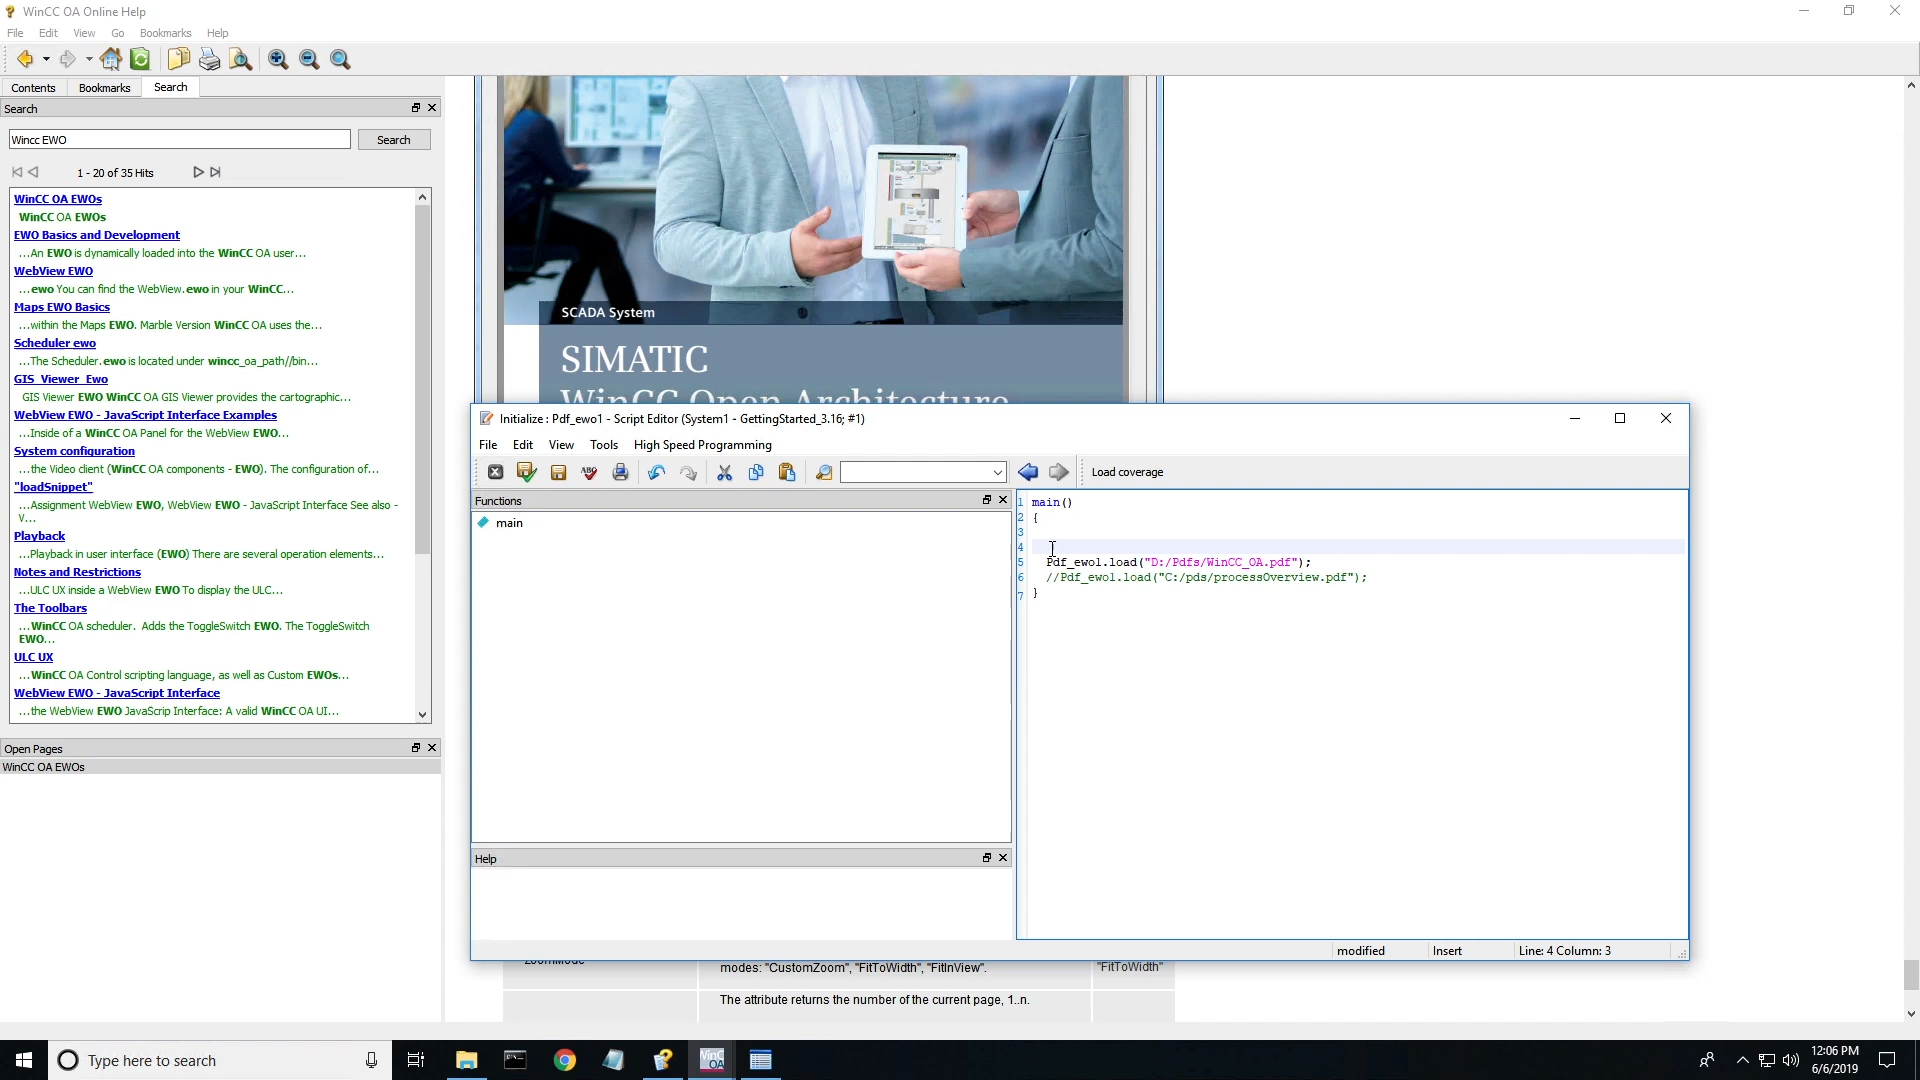 WinCC OA Online Help
File Edit View Go Bookmarks Help
Contents Bookmarks Search
Search
Wincc EWO Search
1 - 20 of 35 Hits
WinCC OA EWOs
WinCC OA EWOs
EWO Basics and Development
...An EWO is dynamically loaded into the WinCC OA user...
WebView EWO
...ewo You can find the WebView.ewo in your WinCC...
Maps EWO Basics
...within the Maps EWO. Marble Version WinCC OA uses the...
Scheduler ewo
...The Scheduler.ewo is located under wincc_oa_path//bin...
GIS_Viewer_Ewo
GIS Viewer EWO WinCC OA GIS Viewer provides the cartographic...
WebView EWO - JavaScript Interface Examples
...Inside of a WinCC OA Panel for the WebView EWO...
System configuration
...the Video client (WinCC OA components - EWO). The configuration of...
"loadSnippet"
...Assignment WebView EWO, WebView EWO - JavaScript Interface See also -
V...
Playback
...Playback in user interface (EWO) There are several operation elements...
Notes and Restrictions
...ULC UX inside a WebView EWO To display the ULC...
The Toolbars
...WinCC OA scheduler. Adds the ToggleSwitch EWO. The ToggleSwitch
EWO...
ULC UX
...WinCC OA Control scripting language, as well as Custom EWOs...
WebView EWO - JavaScript Interface
...the WebView EWO JavaScrip Interface: A valid WinCC OA UI...
Open Pages
WinCC OA EWOs
SCADA System
SIMATIC
WinCC Open Architecture
Initialize : Pdf_ewo1 - Script Editor (System1 - GettingStarted_3.16; #1)
File Edit View Tools High Speed Programming
ABC Load coverage
Functions
main
1 main()
2 {
3
4
5 Pdf_ewo1.load("D:/Pdfs/WinCC_OA.pdf");
6 //Pdf_ewo1.load("C:/pds/processOverview.pdf");
7 }
Help
modified Insert Line: 4 Column: 3
ZoomMode
modes: "CustomZoom", "FitToWidth", "FitInView". "FitToWidth"
The attribute returns the number of the current page, 1..n.
Type here to search
WinC
OA
12:06 PM
6/6/2019